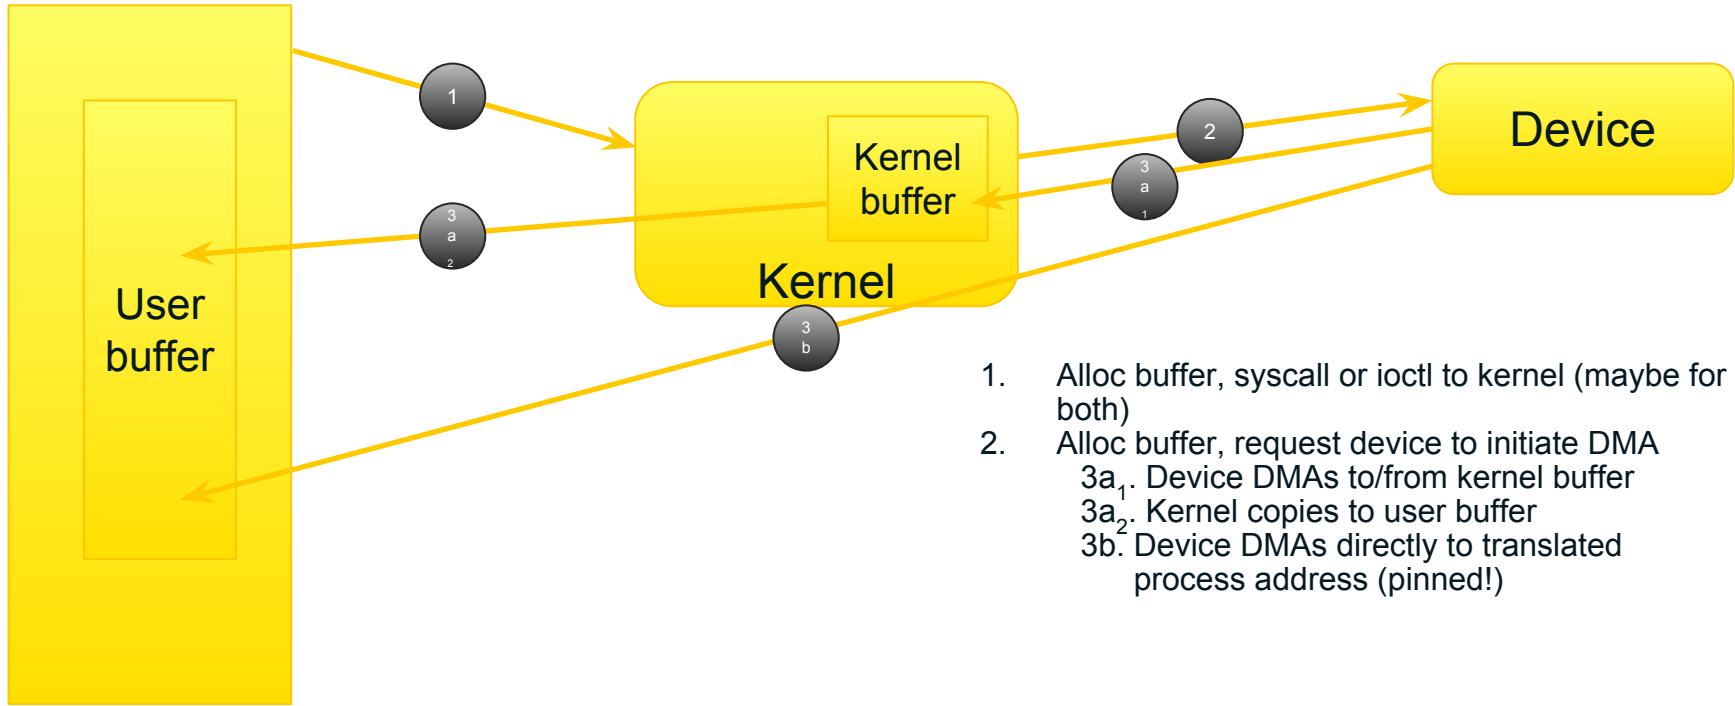 1
2
Device
Kernel
buffer
3
a
1
3
a
2
Kernel
User
buffer
3
b
1. Alloc buffer, syscall or ioctl to kernel (maybe for
both)
2. Alloc buffer, request device to initiate DMA
3a1. Device DMAs to/from kernel buffer
3a2. Kernel copies to user buffer
3b. Device DMAs directly to translated
process address (pinned!)